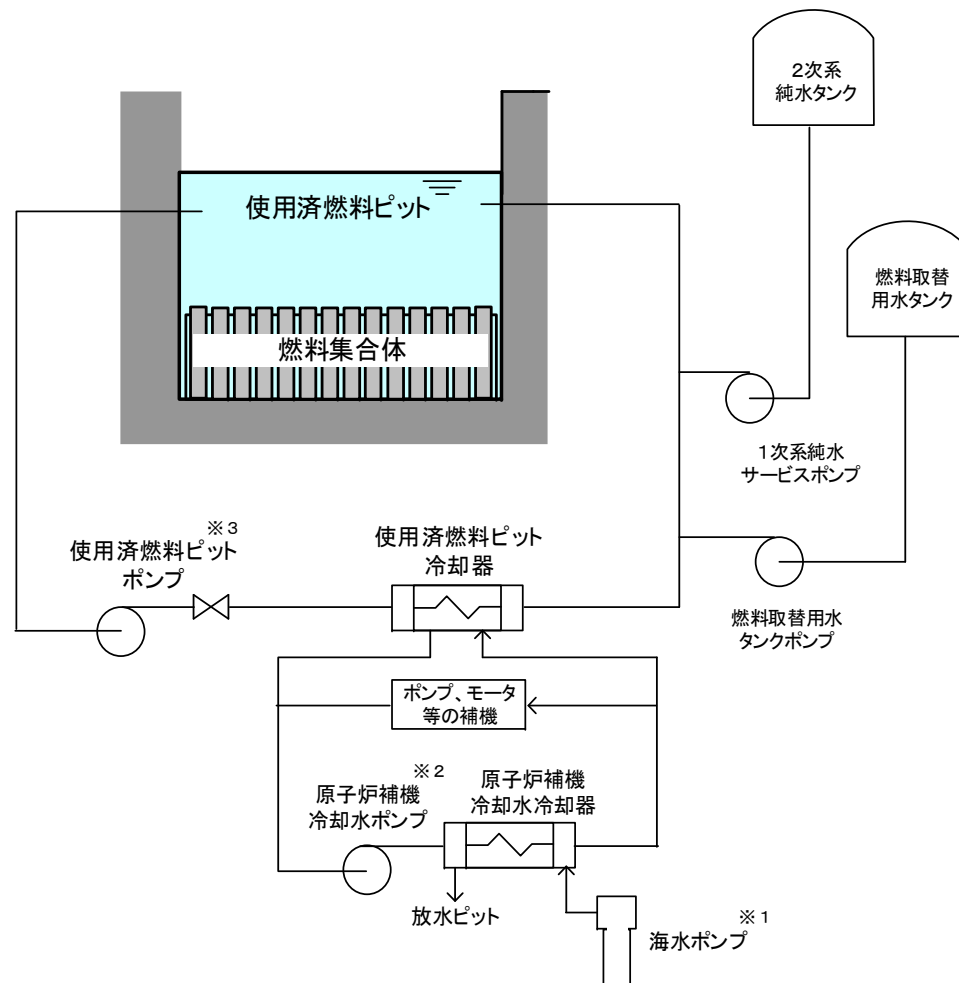 2次系
純水タンク
使用済燃料ピット
燃料取替
用水タンク
燃料集合体
1次系純水
サービスポンプ
※3
使用済燃料ピット
ポンプ
使用済燃料ピット
冷却器
燃料取替用水
タンクポンプ
ポンプ、モータ
等の補機
※2
原子炉補機
冷却水ポンプ
原子炉補機
冷却水冷却器
放水ピット
※1
海水ポンプ